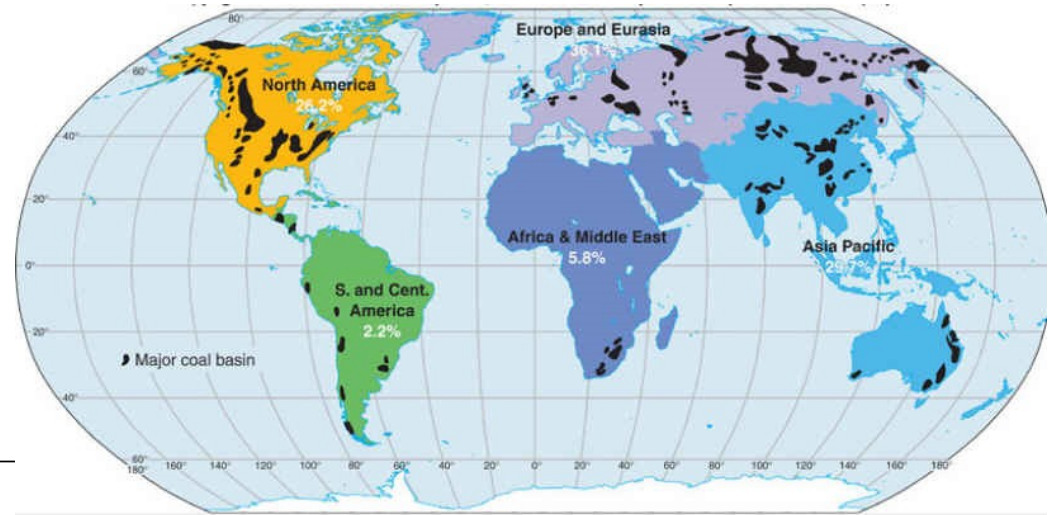 80°
Europe and Eurasia
36.1%
60°
North America
26.2%
40°
20°
Africa & Middle East
5.8%
Asia Pacific
29.7%
0°
S. and Cent.
America
2.2%
20°
Major coal basin
40°
60°
180° 160° 140° 120° 100° 80° 60° 40° 20° 0° 20° 40° 60° 80° 100° 120° 140° 160° 180°